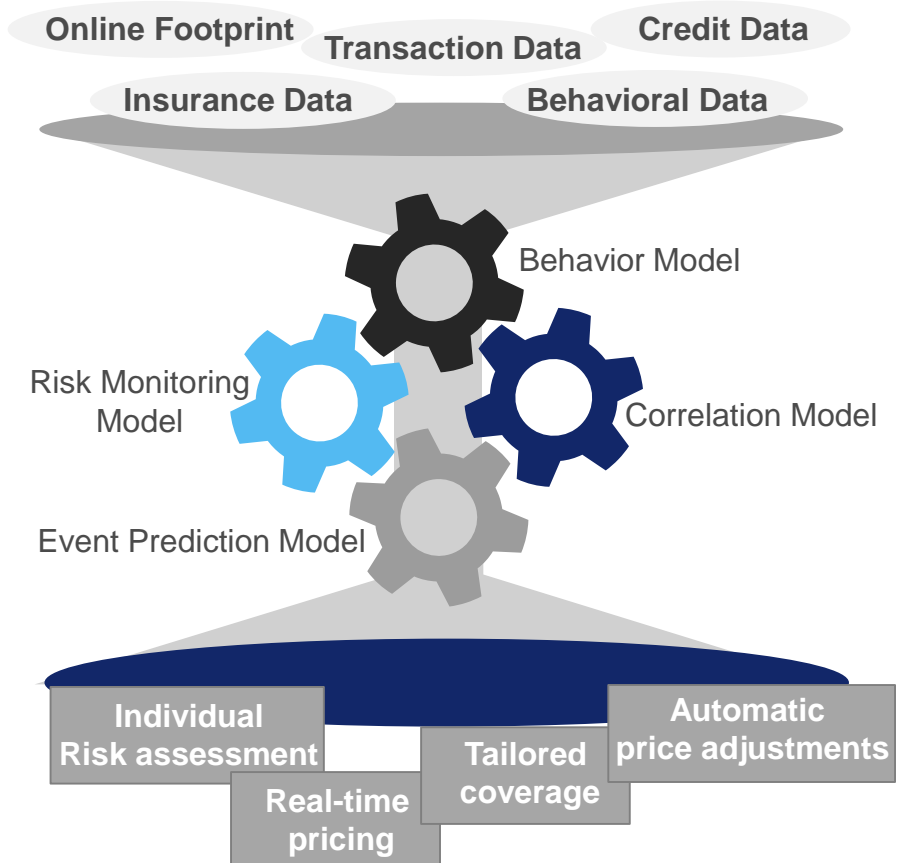 Online Footprint
Transaction Data
Credit Data
Insurance Data
Behavioral Data
Behavior Model
Risk Monitoring
Model
Correlation Model
Event Prediction Model
Individual
Risk assessment
Real-time
pricing
Tailored
coverage
Automatic
price adjustments